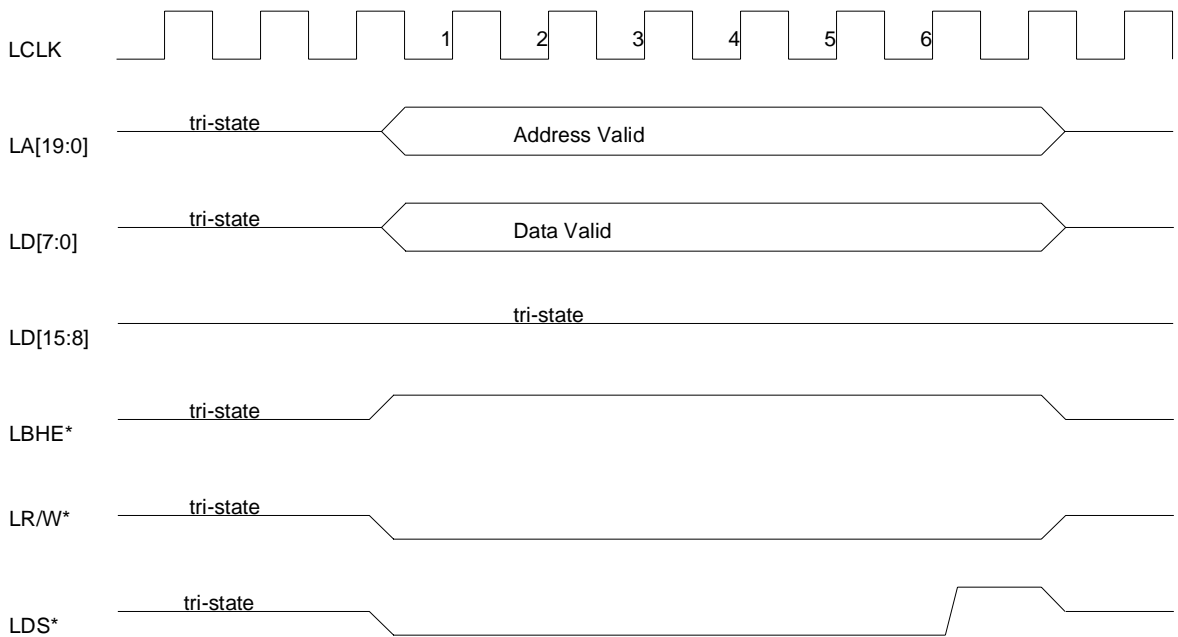 LCLK 1 2 3 4 5 6
LA[19:0] tri-state Address Valid
LD[7:0] tri-state Data Valid
LD[15:8] tri-state
LBHE* tri-state
LR/W* tri-state
LDS* tri-state